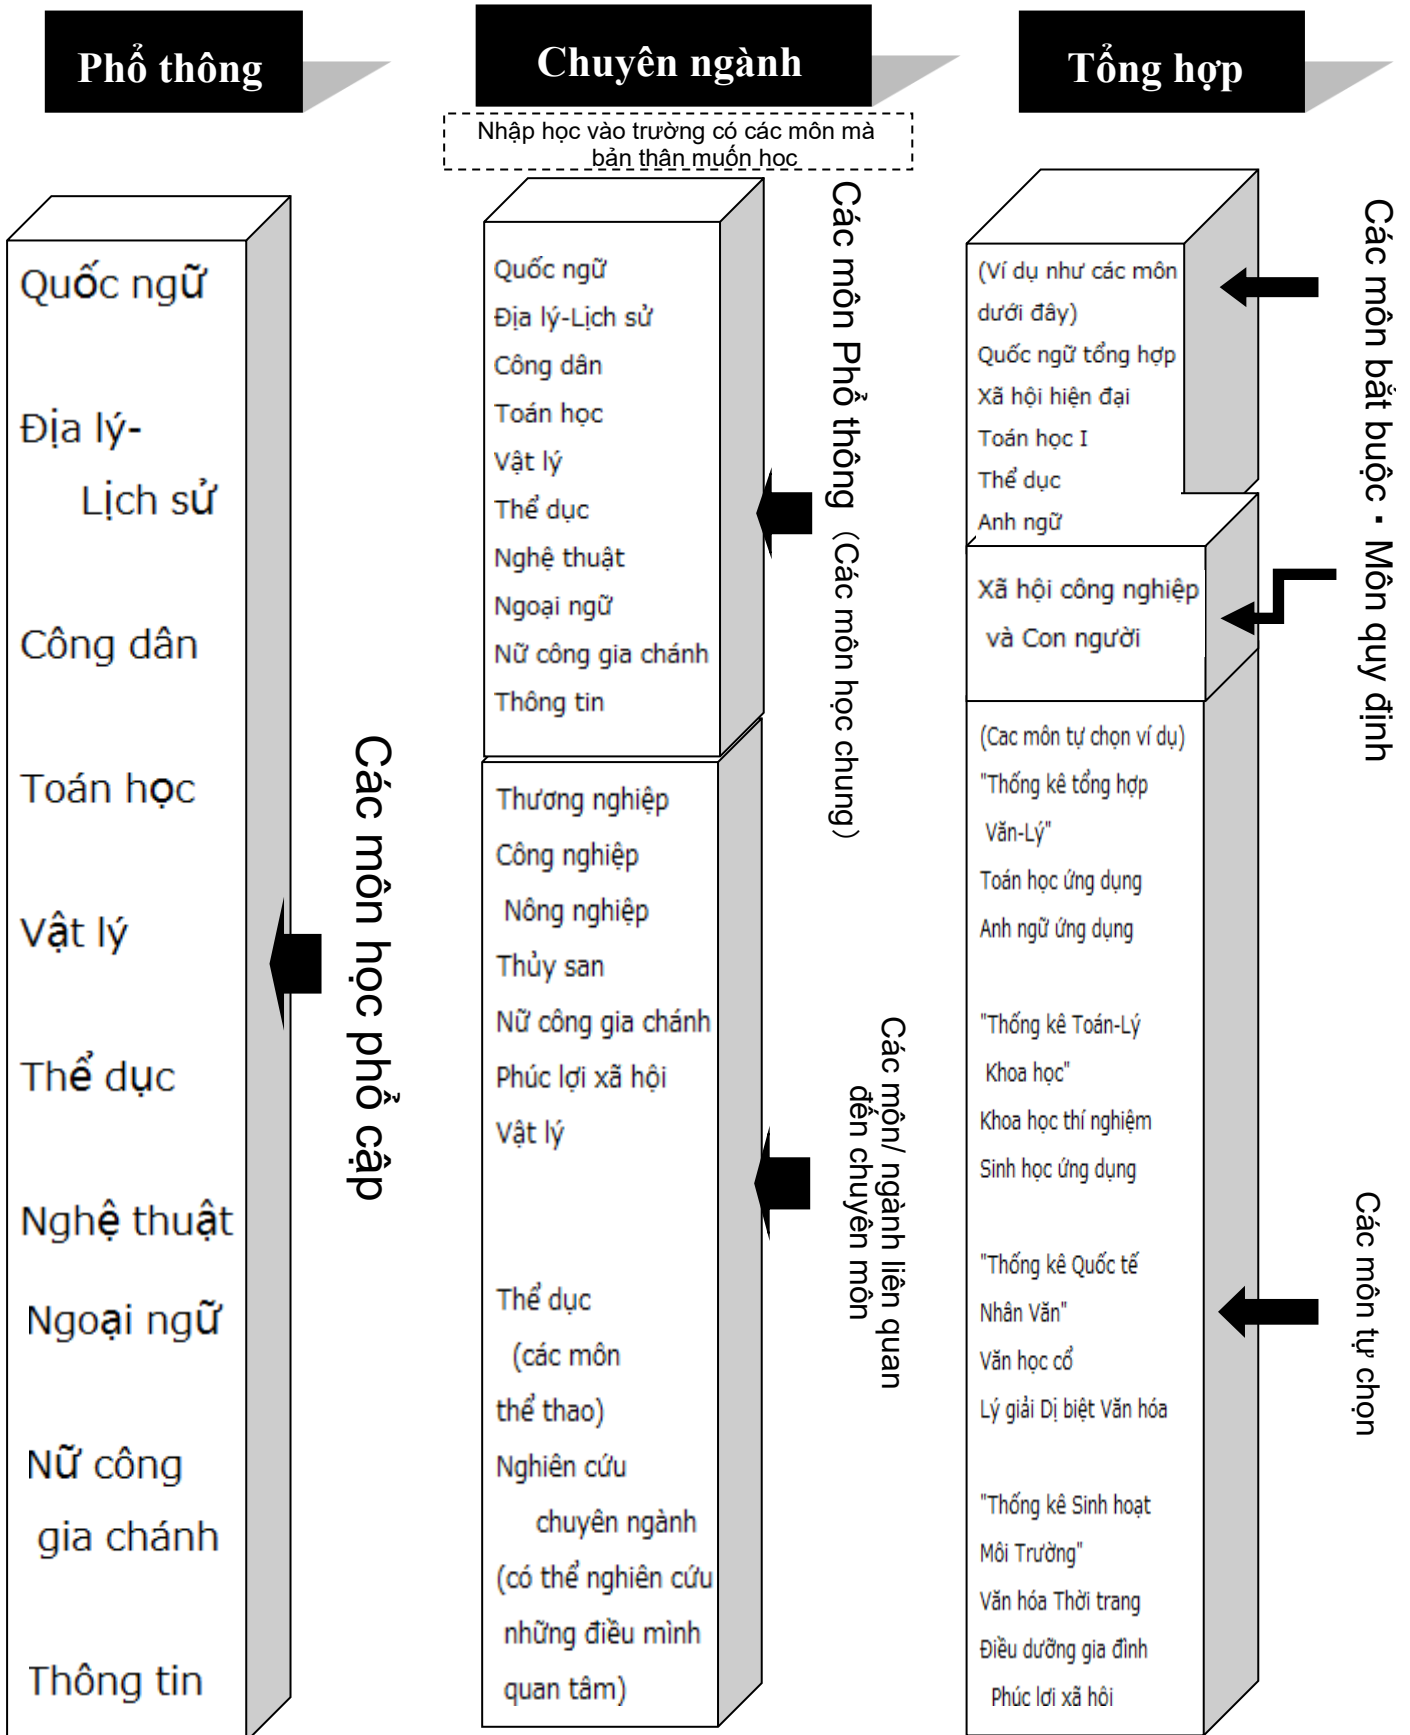 Phổ thông
Quốc ngữ
Địa lý-
Lịch sử
Công dân
Toán học
Vật lý
Thể dục
Nghệ thuật
Ngoại ngữ
Nữ công
gia chánh
Thông tin
Các môn học phổ cập
Chuyên ngành
Nhập học vào trường có các môn mà
bản thân muốn học
Quốc ngữ
Địa lý-Lịch sử
Công dân
Toán học
Vật lý
Thể dục
Nghệ thuật
Ngoại ngữ
Nữ công gia chánh
Thông tin
Các môn Phổ thông (Các môn học chung)
Thương nghiệp
Công nghiệp
Nông nghiệp
Thủy san
Nữ công gia chánh
Phúc lợi xã hội
Vật lý
Thể dục
(các môn
thể thao)
Nghiên cứu
chuyên ngành
(có thể nghiên cứu
những điều mình
quan tâm)
Các môn/ ngành liên quan
đến chuyên môn
Tổng hợp
(Ví dụ như các môn
dưới đây)
Quốc ngữ tổng hợp
Xã hội hiện đại
Toán học I
Thể dục
Anh ngữ
Xã hội công nghiệp
và Con người
Các môn bắt buộc・Môn quy định
(Cac môn tự chọn ví dụ)
"Thống kê tổng hợp
Văn-Lý"
Toán học ứng dụng
Anh ngữ ứng dụng
"Thống kê Toán-Lý
Khoa học"
Khoa học thí nghiệm
Sinh học ứng dụng
"Thống kê Quốc tế
Nhân Văn"
Văn học cổ
Lý giải Dị biệt Văn hóa
"Thống kê Sinh hoạt
Môi Trường"
Văn hóa Thời trang
Điều dưỡng gia đình
Phúc lơi xã hôi
Các môn tự chọn